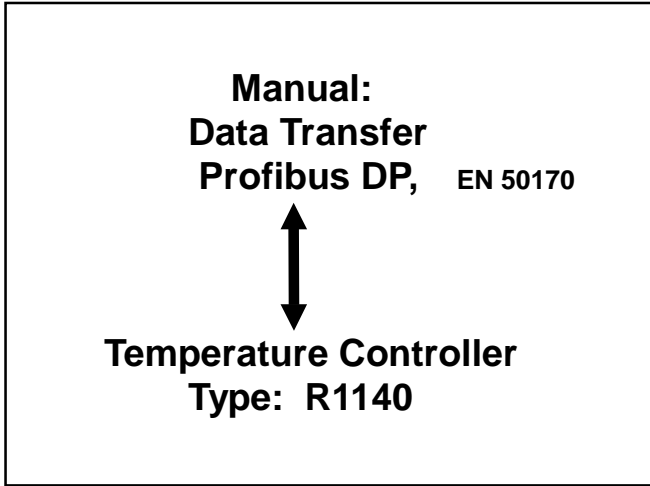 Manual:
Data Transfer
Profibus DP, EN 50170
Temperature Controller
Type: R1140